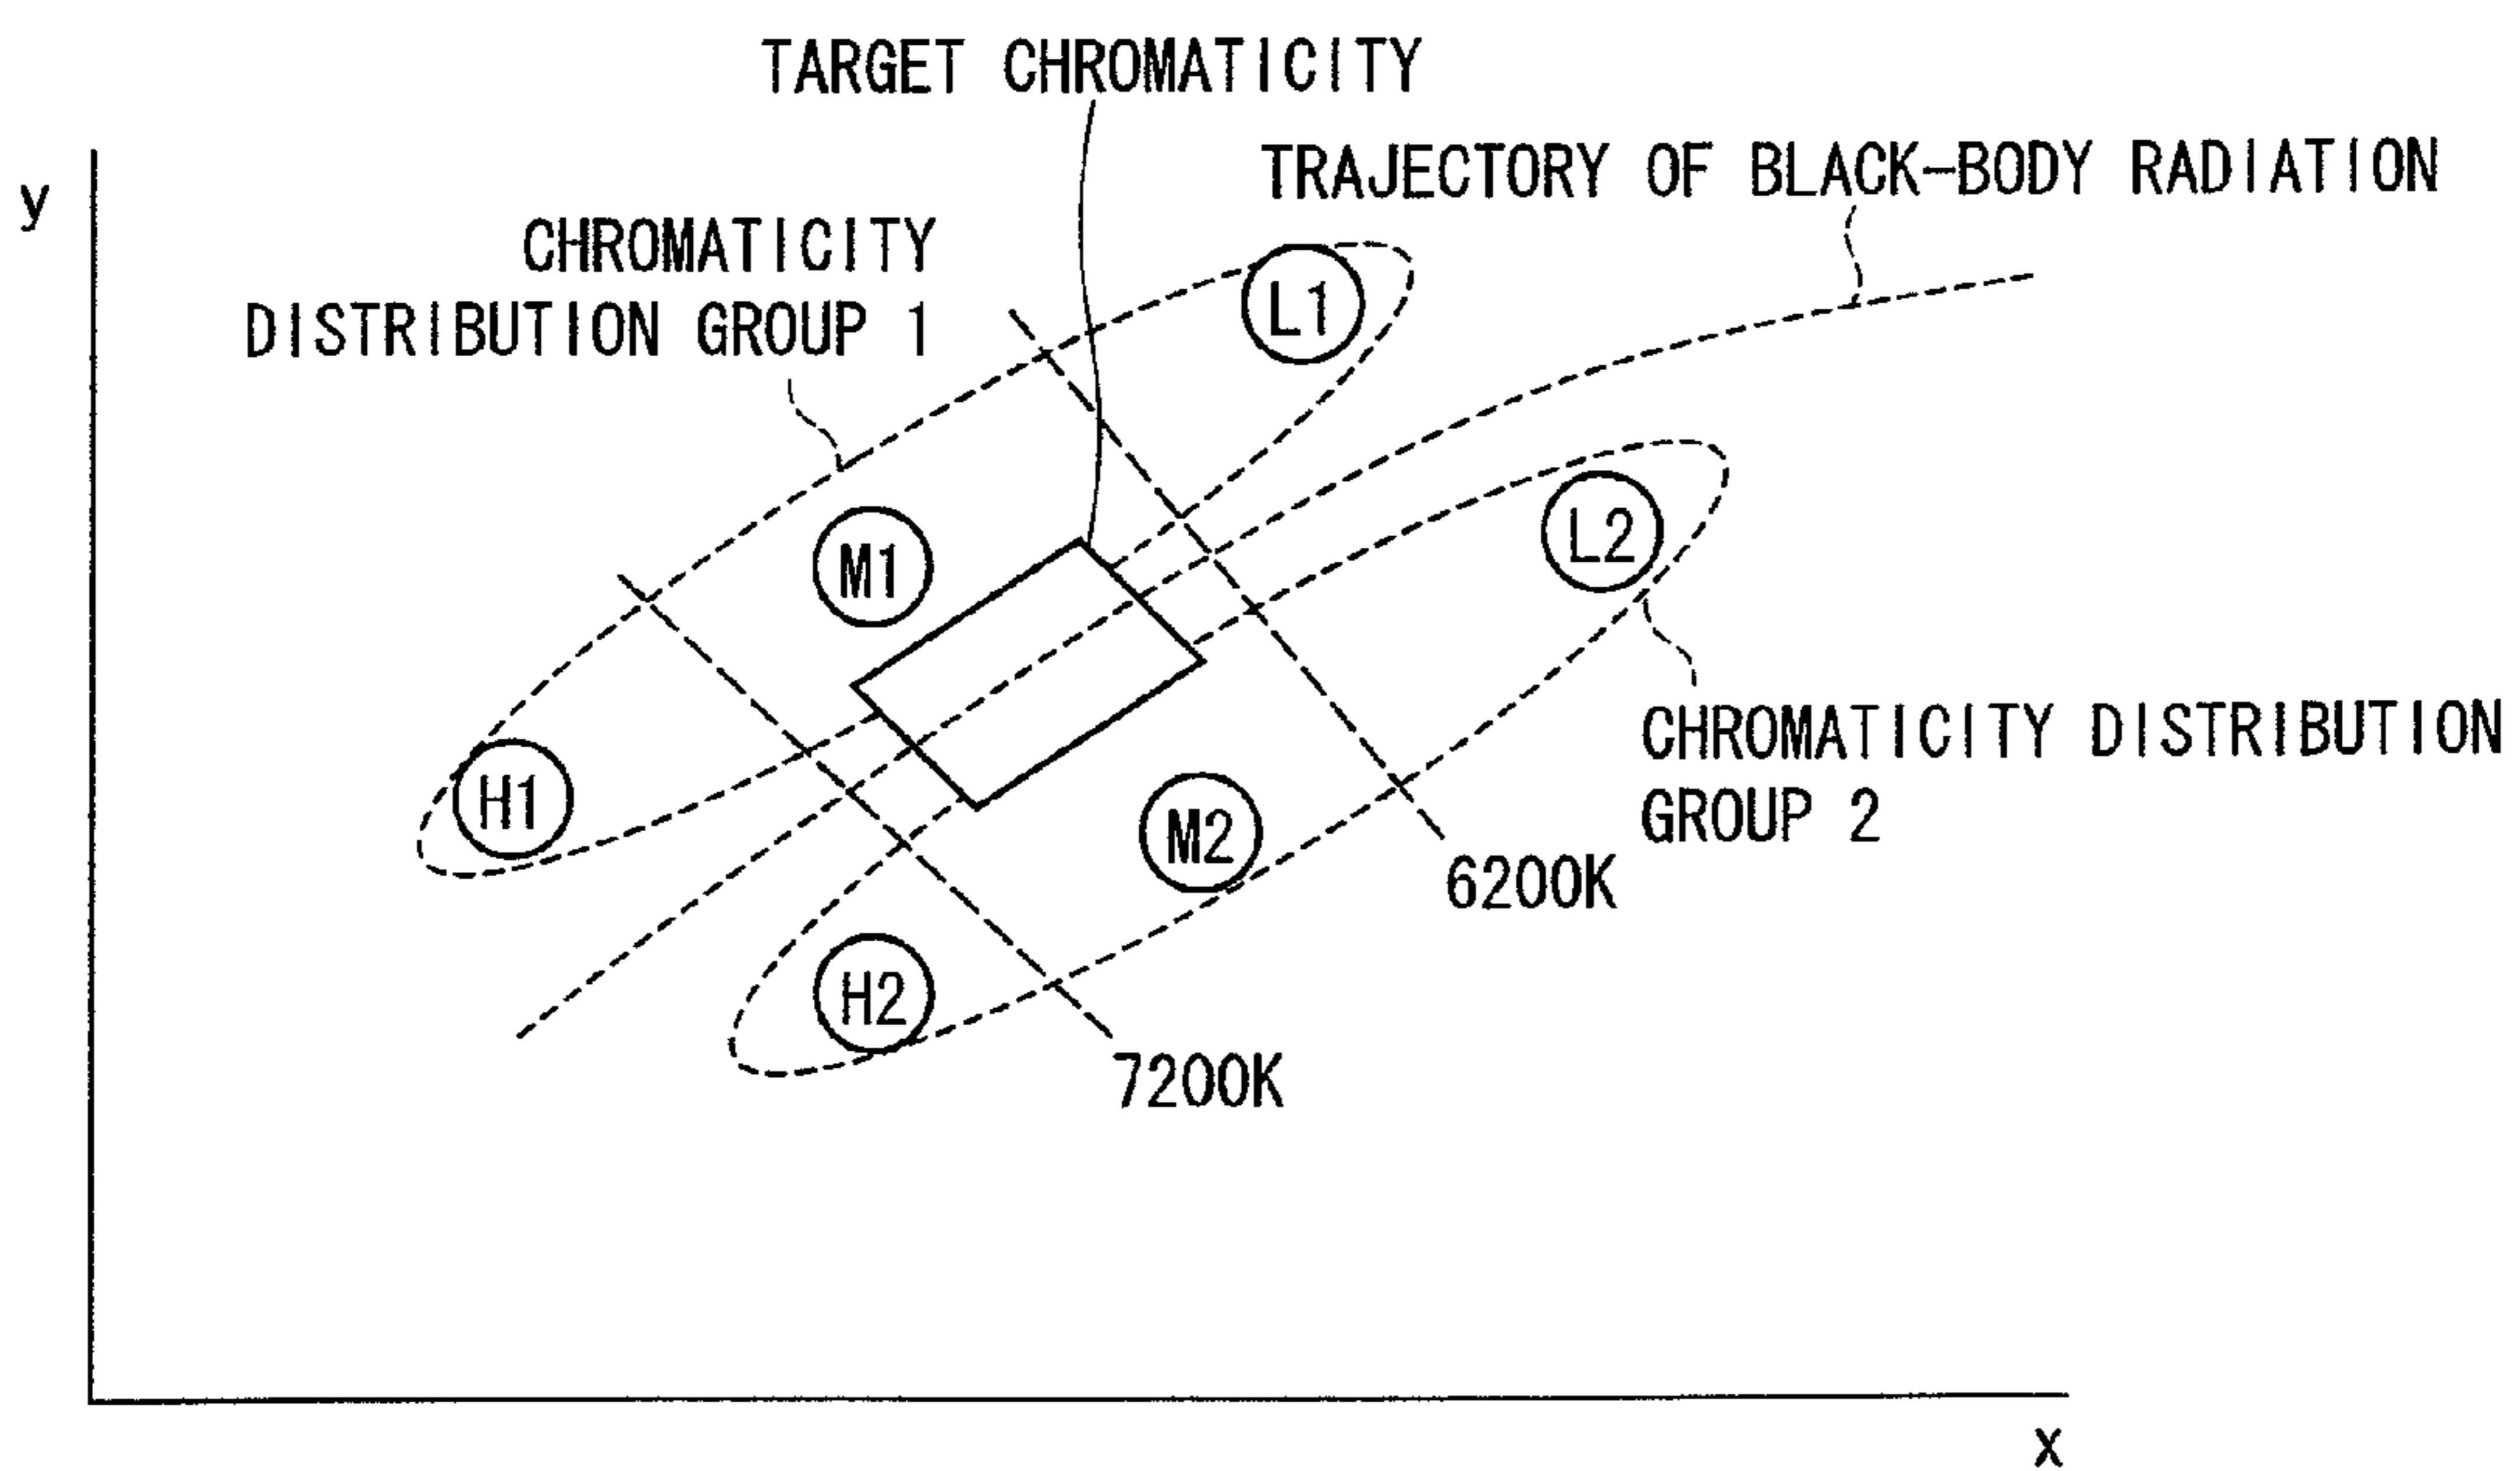 TARGET CHROMATICITY
TRAJECTORY OF BLACK-BODY RADIATION
y
CHROMATICITY
DISTRIBUTION GROUP 1
L1
L2
M1
H1
M2
H2
CHROMATICITY DISTRIBUTION
GROUP 2
6200K
7200K
x